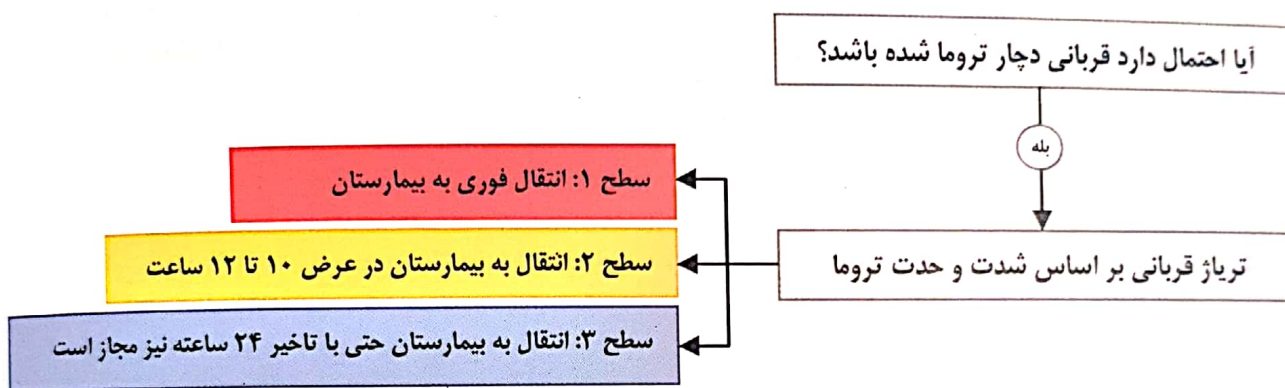 آیا احتمال دارد قربانی دچار تروما شده باشد؟
بله
تریاژ قربانی بر اساس شدت و حدت تروما
سطح ۱: انتقال فوری به بیمارستان
سطح ۲: انتقال به بیمارستان در عرض ۱۰ تا ۱۲ ساعت
سطح ۳: انتقال به بیمارستان حتی با تاخیر ۲۴ ساعته نیز مجاز است